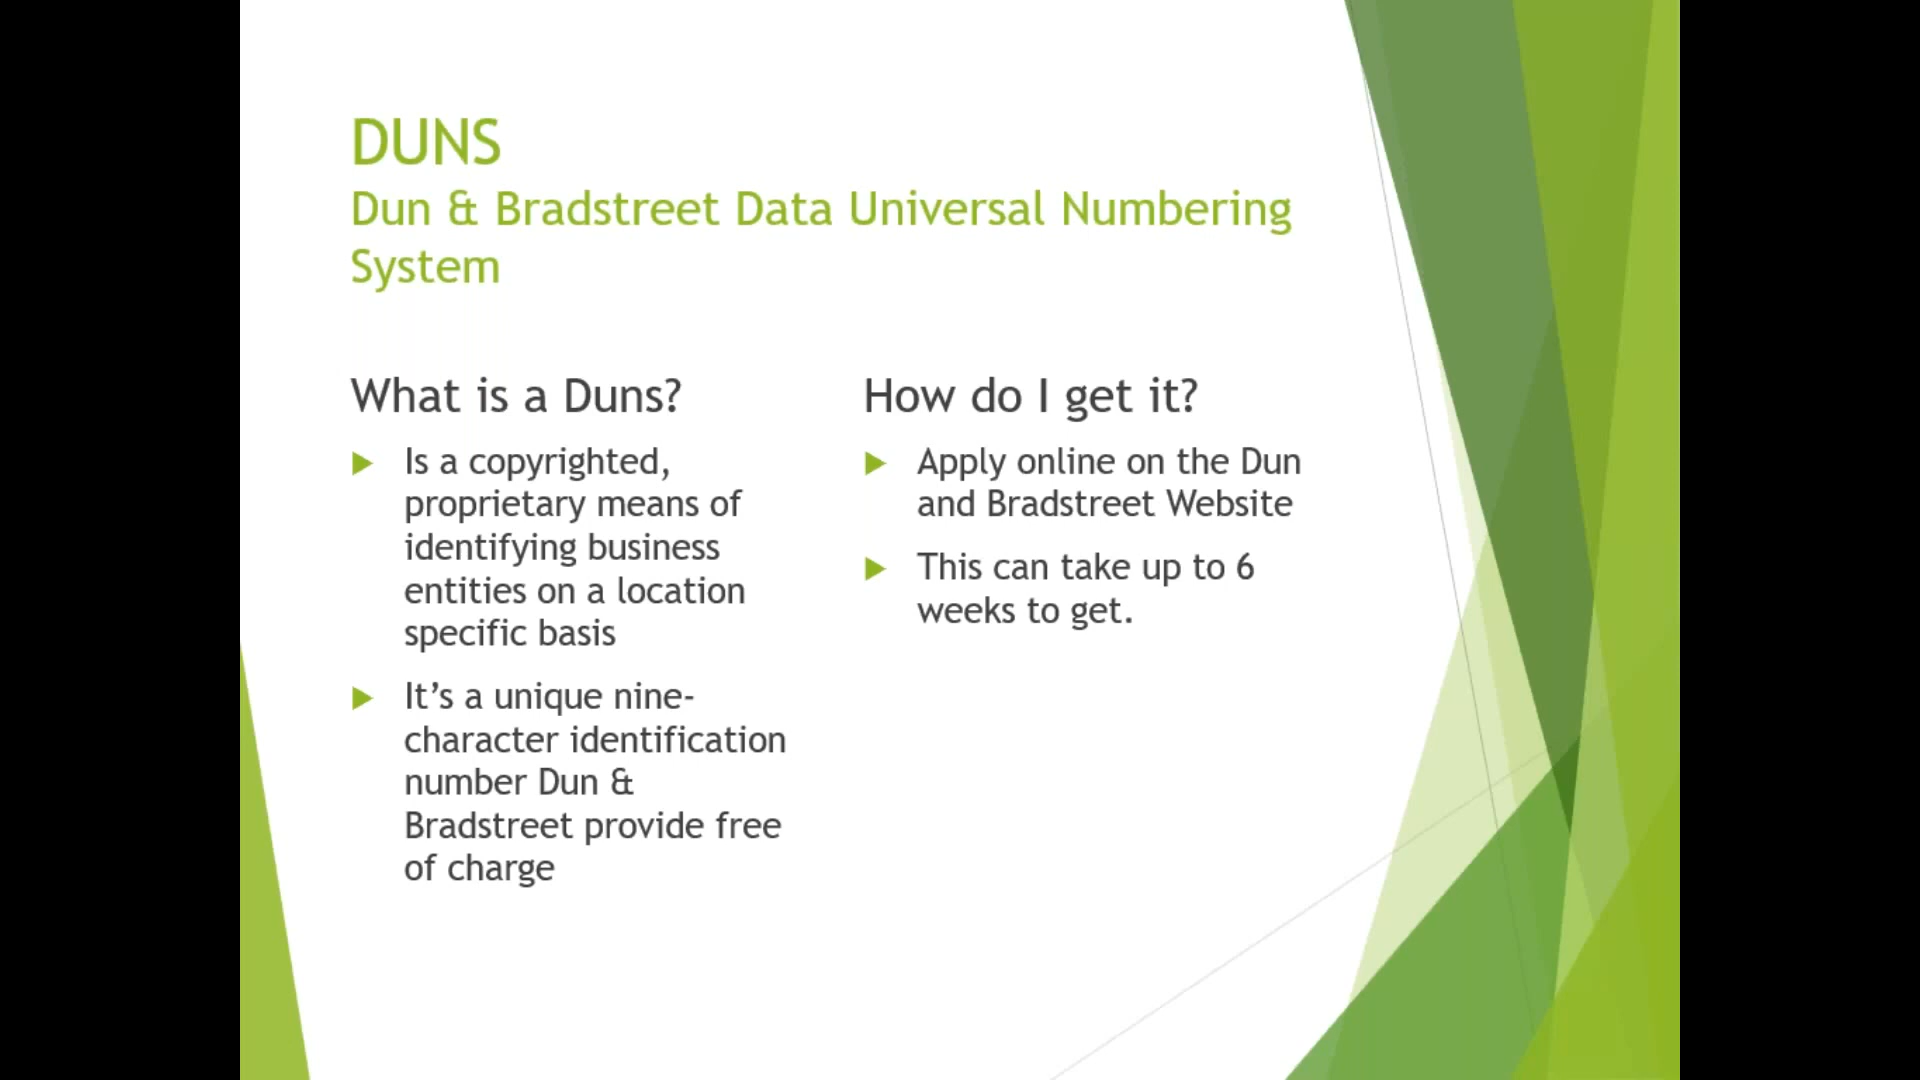 DUNS
Dun & Bradstreet Data Universal Numbering
System
What is a Duns?
Is a copyrighted,
proprietary means of
identifying business
entities on a location
specific basis
It’s a unique nine-
character identification
number Dun &
Bradstreet provide free
of charge
How do I get it?
Apply online on the Dun
and Bradstreet Website
This can take up to 6
weeks to get.